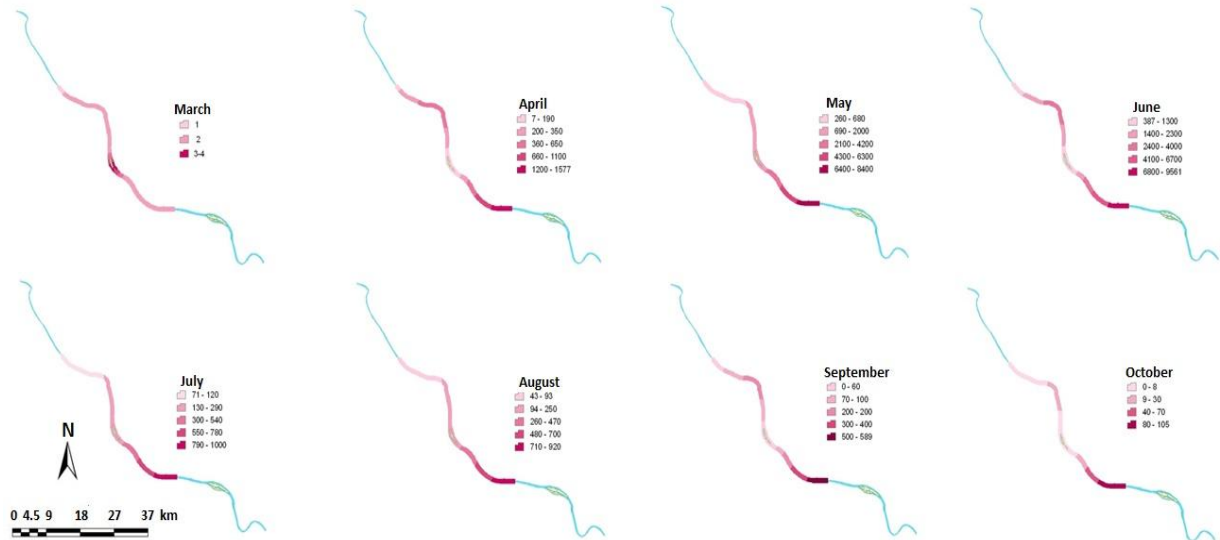 March
1
2
3-4
April
7 - 190
200 - 350
360 - 650
660 - 1100
1200 - 1577
May
260 - 680
690 - 2000
2100 - 4200
4300 - 6300
6400 - 8400
June
387 - 1300
1400 - 2300
2400 - 4000
4100 - 6700
6800 - 9561
July
71 - 120
130 - 290
300 - 540
550 - 780
790 - 1000
August
43 - 93
94 - 250
260 - 470
480 - 700
710 - 920
September
0 - 60
70 - 100
200 - 200
300 - 400
500 - 589
October
0 - 8
9 - 30
40 - 70
80 - 105
N
0 4.5 9 18 27 37 km